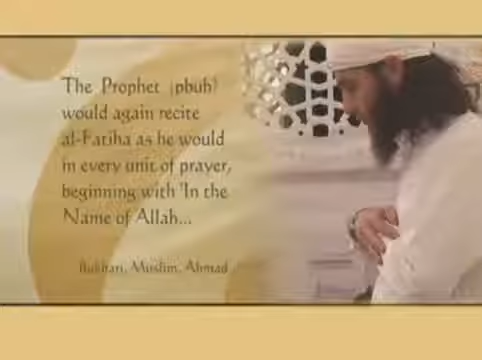 The Prophet (pbuh)
would again recite
al-Fatiha as he would
in every unit of prayer,
beginning with 'In the
Name of Allah...
Bukhari, Muslim, Ahmad